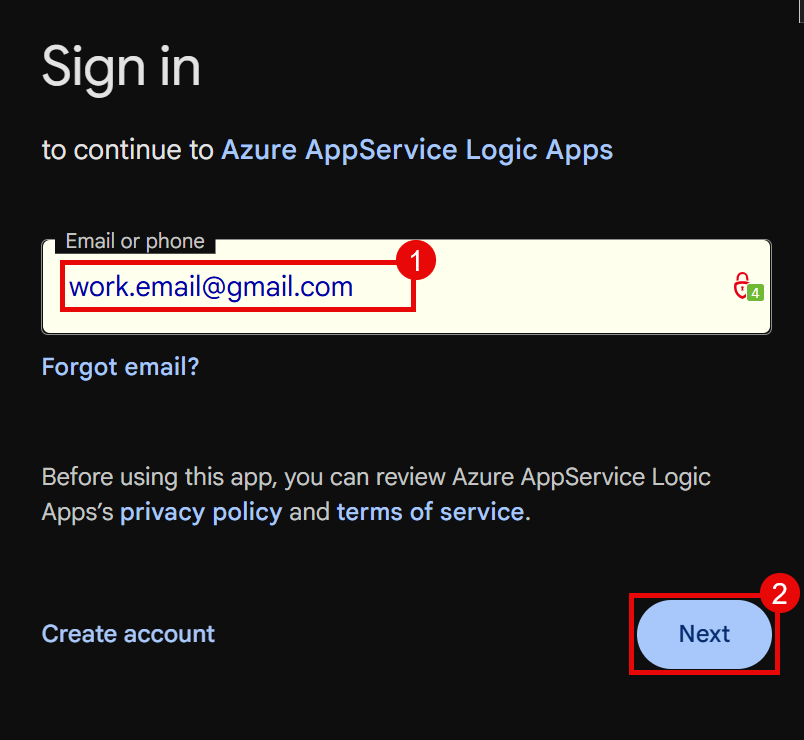 Sign in
to continue to Azure AppService Logic Apps
Email or phone
1
work.email@gmail.com
4
Forgot email?
Before using this app, you can review Azure AppService Logic
Apps’s privacy policy and terms of service.
2
Create account
Next